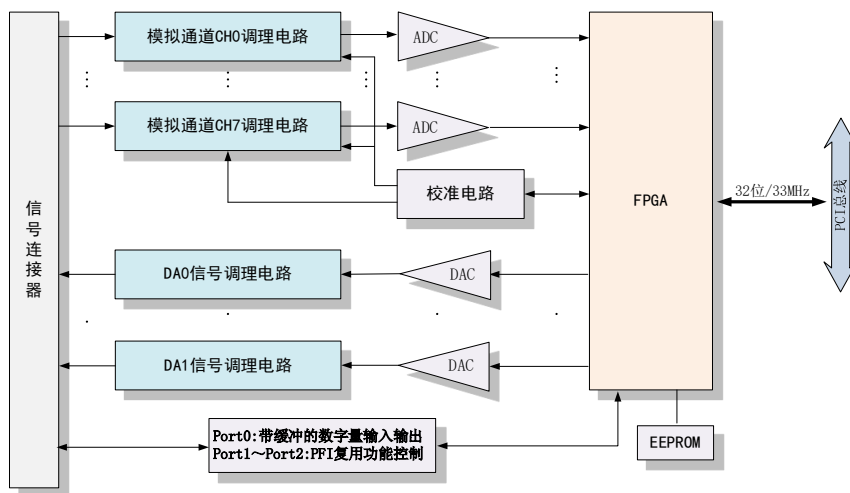 模拟通道CH0调理电路
ADC
模拟通道CH7调理电路
ADC
校准电路
信号连接器
FPGA
32位/33MHz
PCI总线
DA0信号调理电路
DAC
DA1信号调理电路
DAC
Port0:带缓冲的数字量输入输出
Port1～Port2:PFI复用功能控制
EEPROM